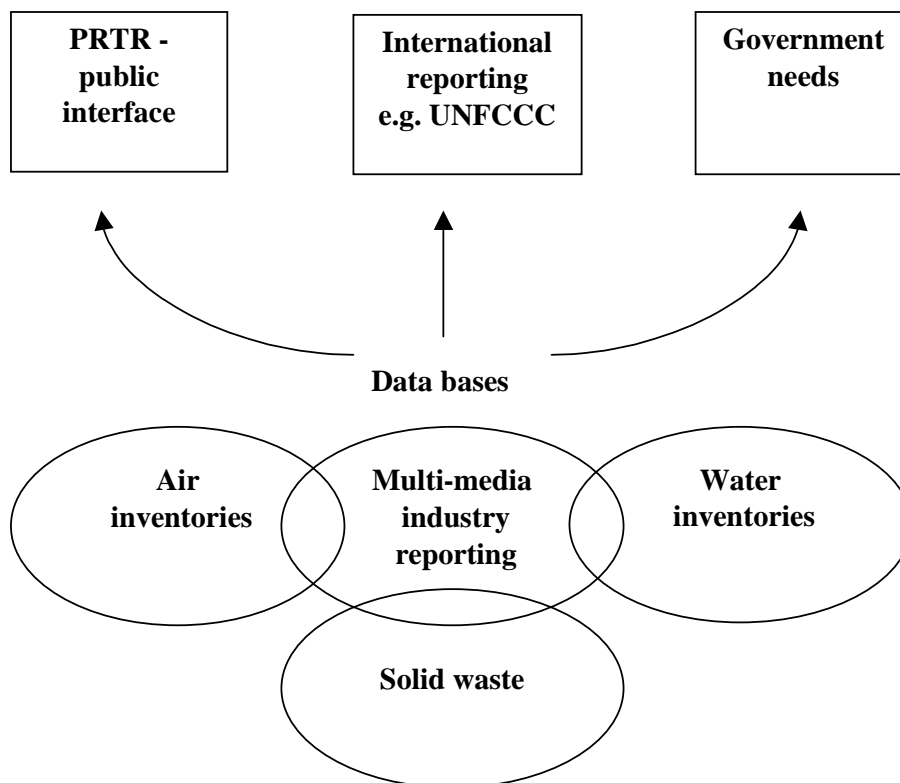 PRTR -
public
interface
International
reporting
e.g. UNFCCC
Government
needs
Data bases
Air
inventories
Multi-media
industry
reporting
Water
inventories
Solid waste